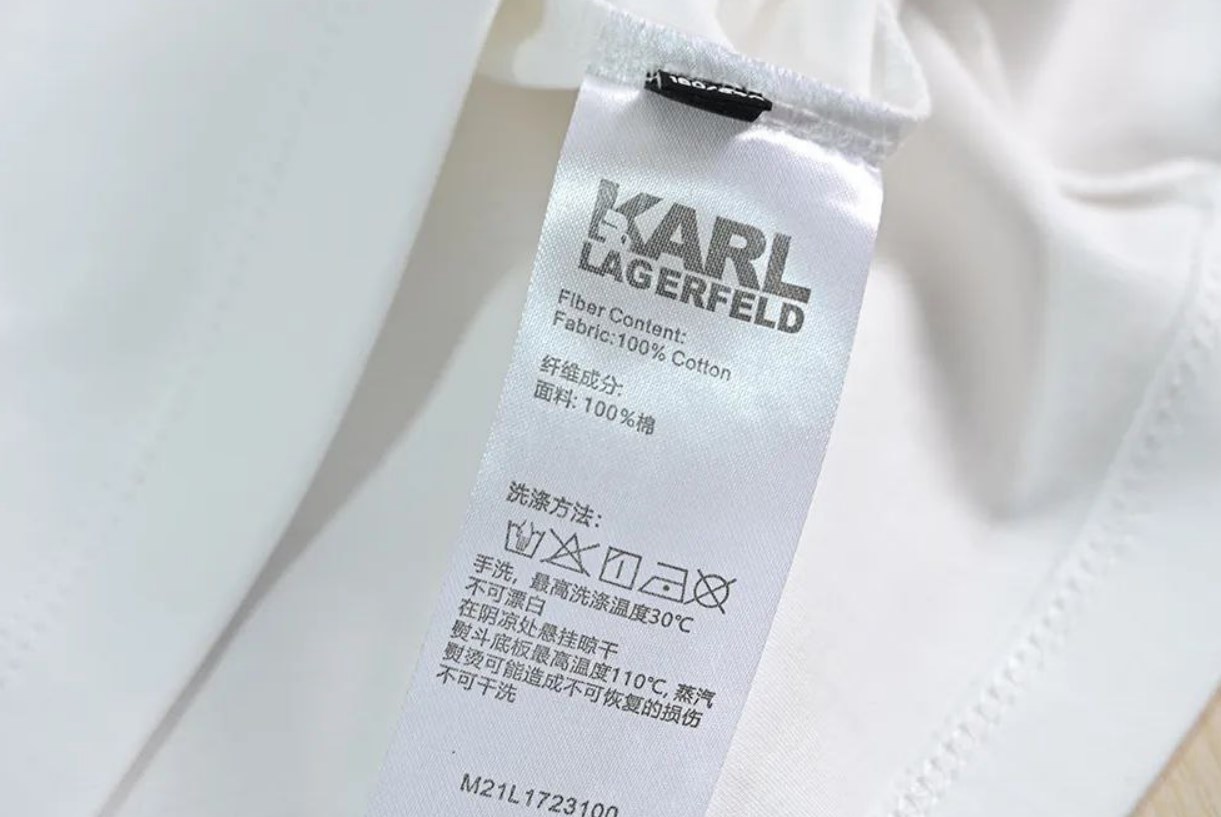 KARL
LAGERFELD
Fiber Content:
Fabric:100% Cotton
纤维成分:
面料: 100%棉
洗涤方法:
手洗, 最高洗涤温度30℃
不可漂白
在阴凉处悬挂晾干
熨斗底板最高温度110℃, 蒸汽
熨烫可能造成不可恢复的损伤
不可干洗
M21L1723100